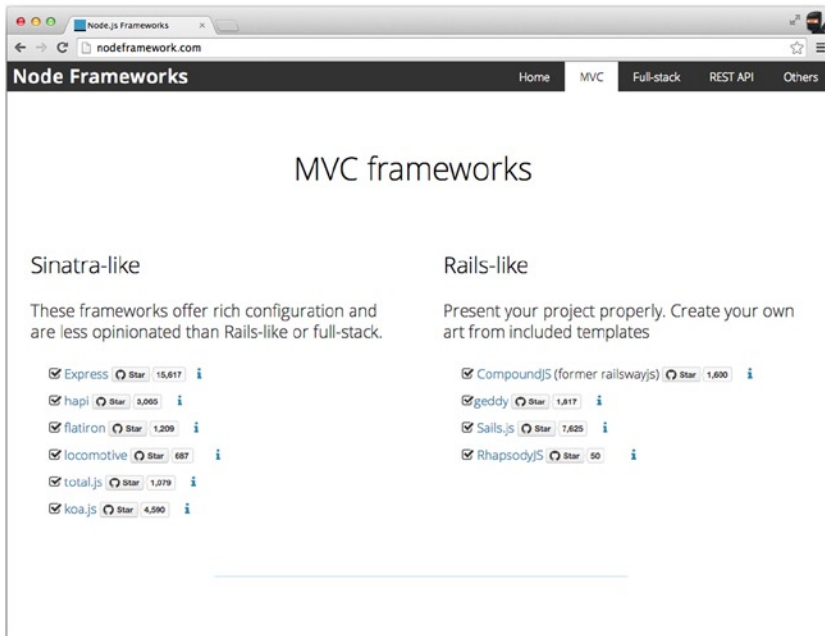 Node.js Frameworks
nodeframework.com
Node Frameworks
Home MVC Full-stack REST API Others
MVC frameworks
Sinatra-like
These frameworks offer rich configuration and
are less opinionated than Rails-like or full-stack.
Express Star 15,617
hapi Star 3,065
flatiron Star 1,209
locomotive Star 687
total.js Star 1,079
koa.js Star 4,590
Rails-like
Present your project properly. Create your own
art from included templates
CompoundJS (former railswayjs) Star 1,600
geddy Star 1,817
Sails.js Star 7,625
RhapsodyJS Star 50